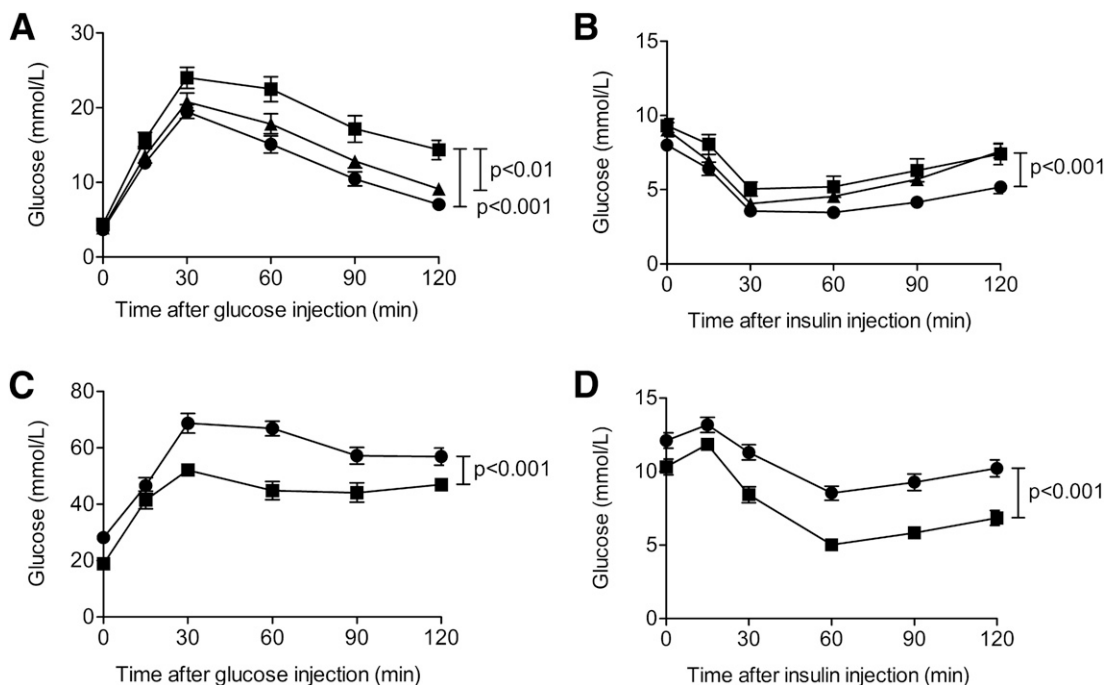 A
Glucose (mmol/L)
30
20
10
0
0 30 60 90 120
Time after glucose injection (min)
p<0.01
p<0.001
B
Glucose (mmol/L)
15
10
5
0
0 30 60 90 120
Time after insulin injection (min)
p<0.001
C
Glucose (mmol/L)
80
60
40
20
0
0 30 60 90 120
Time after glucose injection (min)
p<0.001
D
Glucose (mmol/L)
15
10
5
0
0 30 60 90 120
Time after insulin injection (min)
p<0.001